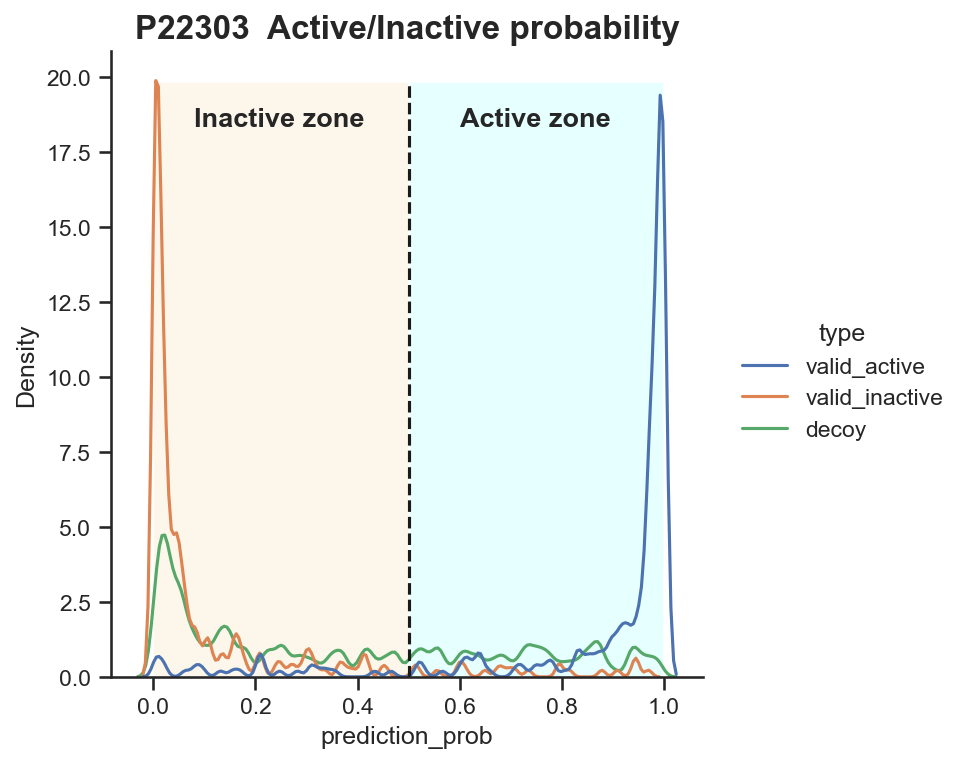 P22303  Active/Inactive probability
Inactive zone
Active zone
20.0
17.5
15.0
12.5
10.0
7.5
5.0
2.5
0.0
Density
0.0 0.2 0.4 0.6 0.8 1.0
prediction_prob
type
valid_active
valid_inactive
decoy